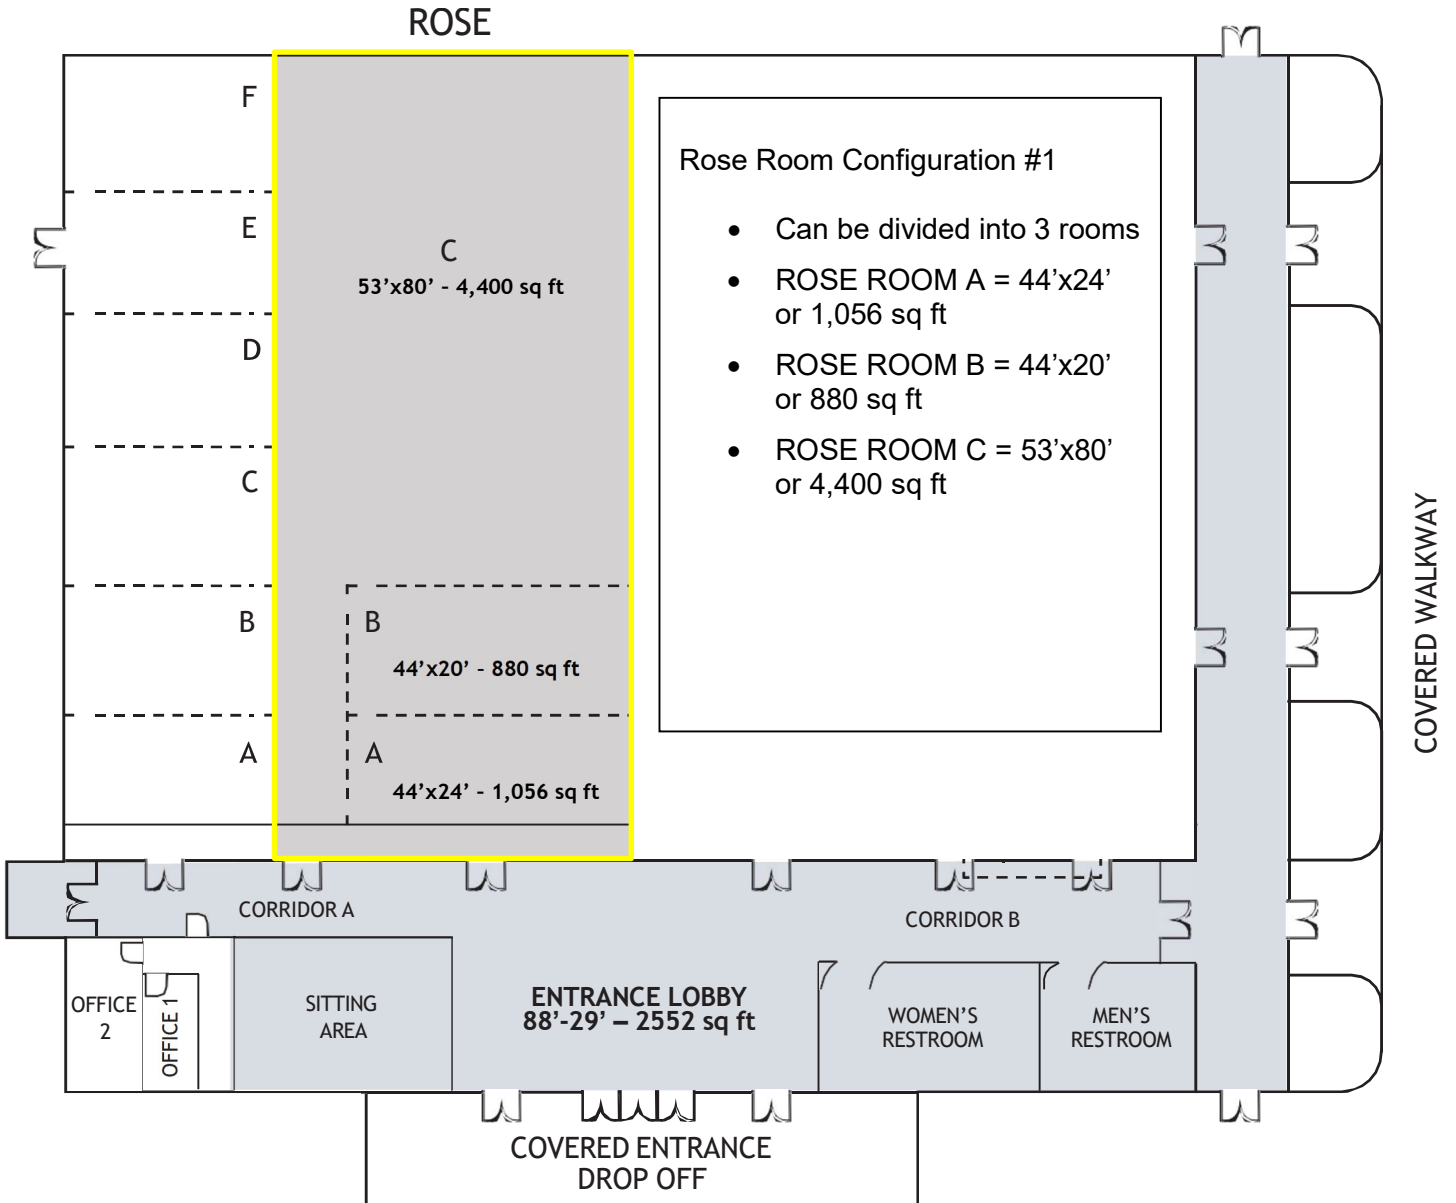 ROSE
F
E
D
C
B
A
C
53’x80’ – 4,400 sq ft
B
44’x20’ – 880 sq ft
A
44’x24’ – 1,056 sq ft
Rose Room Configuration #1
• Can be divided into 3 rooms
• ROSE ROOM A = 44’x24’
or 1,056 sq ft
• ROSE ROOM B = 44’x20’
or 880 sq ft
• ROSE ROOM C = 53’x80’
or 4,400 sq ft
COVERED WALKWAY
CORRIDOR A
CORRIDOR B
OFFICE
2
OFFICE 1
SITTING
AREA
ENTRANCE LOBBY
88’-29’ – 2552 sq ft
WOMEN’S
RESTROOM
MEN’S
RESTROOM
COVERED ENTRANCE
DROP OFF